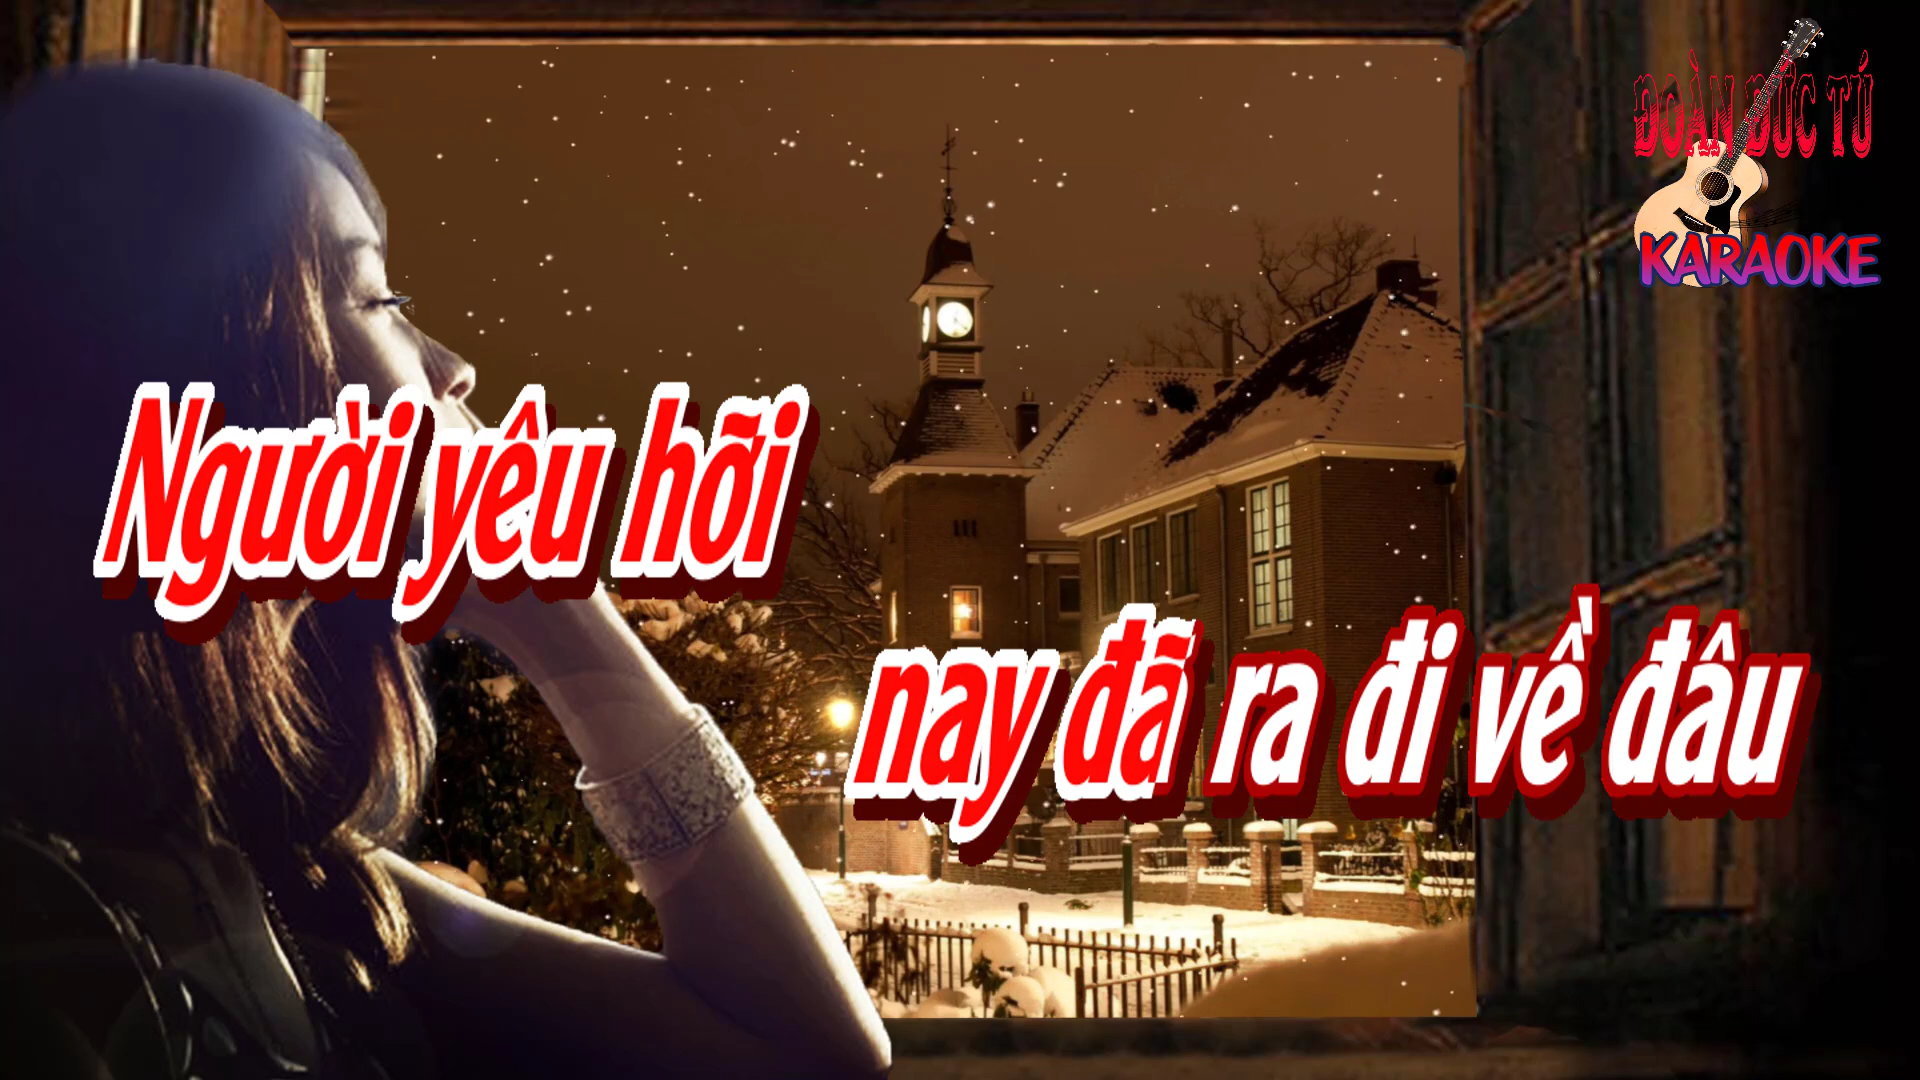 ĐOÀN ĐỨC TÚ
KARAOKE
Người yêu hỡi
nay đã ra đi về đâu